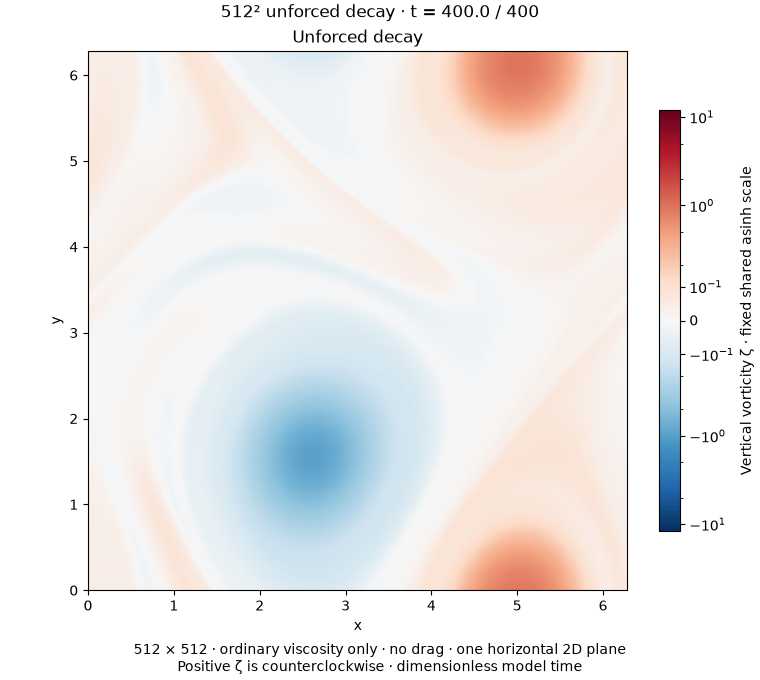 512² unforced decay · t = 400.0 / 400
Unforced decay
6
5
4
3
2
1
0
y
0 1 2 3 4 5 6
x
10¹
10⁰
10⁻¹
0
−10⁻¹
−10⁰
−10¹
Vertical vorticity ζ · fixed shared asinh scale
512 × 512 · ordinary viscosity only · no drag · one horizontal 2D plane
Positive ζ is counterclockwise · dimensionless model time